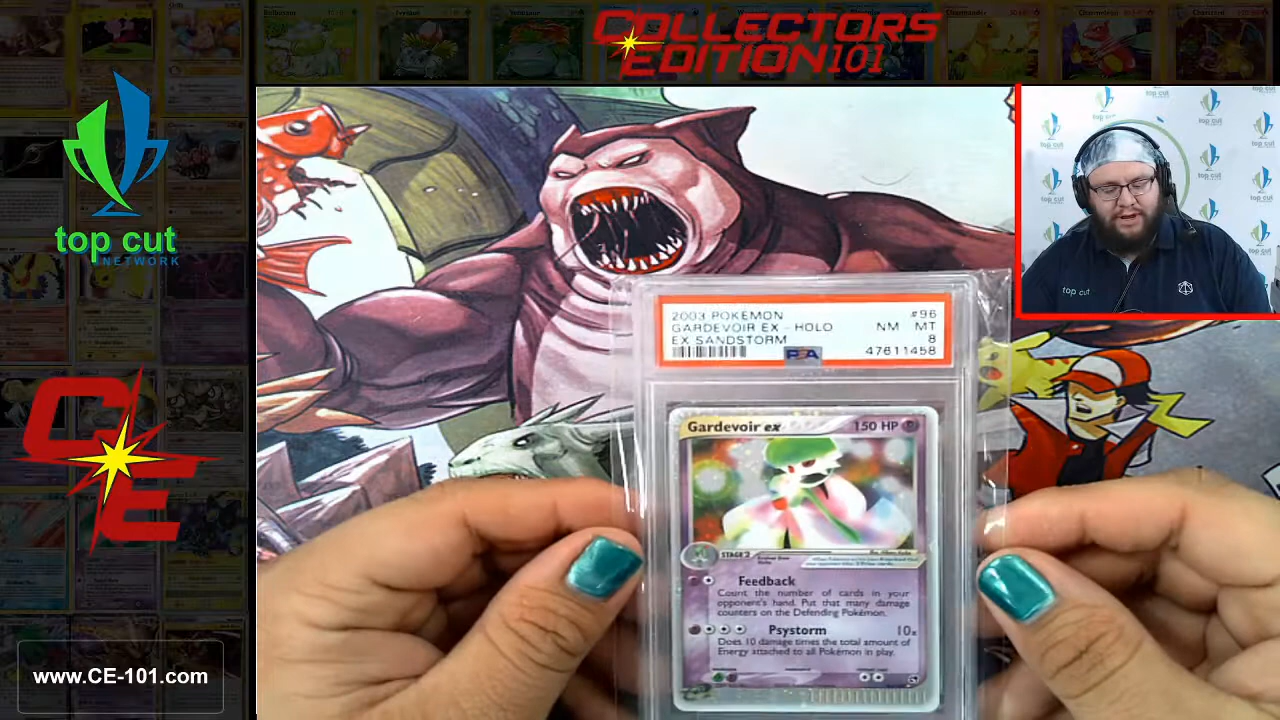 COLLECTORS
EDITION101
top cut
NETWORK
CE
www.CE-101.com
top cut
2003 POKEMON #96
GARDEVOIR EX - HOLO NM MT
EX SANDSTORM 8
PSA 47611458
Gardevoir ex 150 HP
STAGE 2
Feedback
Count the number of cards in your
opponent's hand. Put that many damage
counters on the Defending Pokémon.
Psystorm 10x
Does 10 damage times the total amount of
Energy attached to all Pokémon in play.